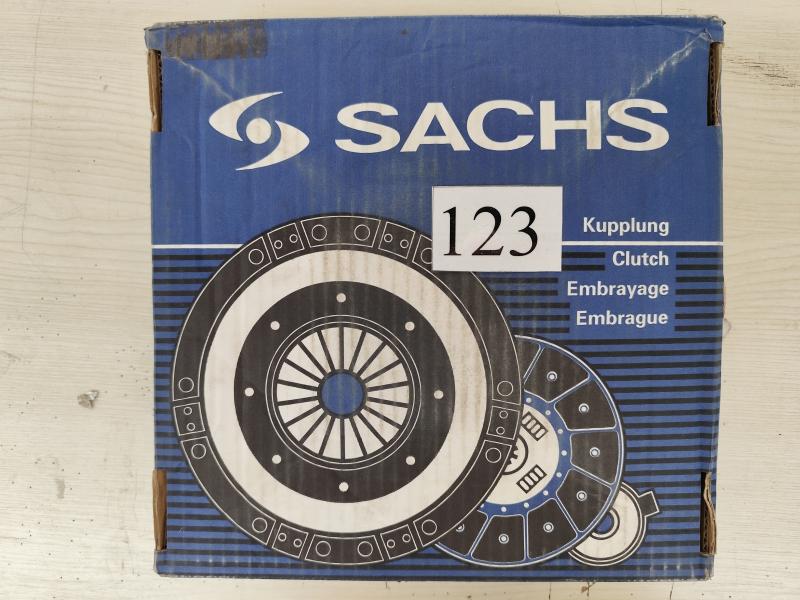 SACHS
123
Kupplung
Clutch
Embrayage
Embrague